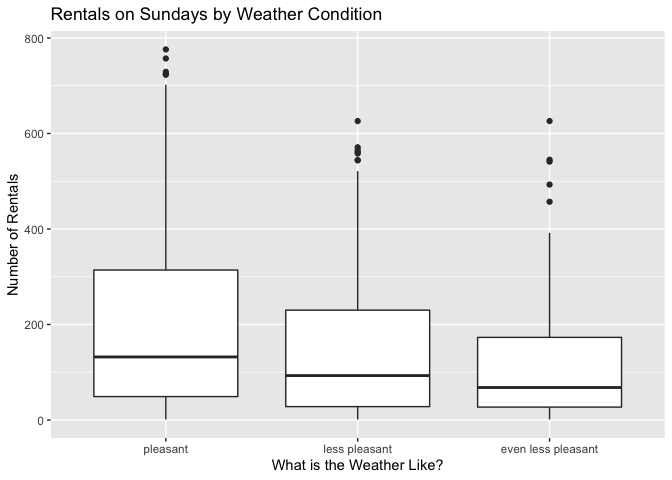 Rentals on Sundays by Weather Condition
800
600
400
200
0
Number of Rentals
pleasant less pleasant even less pleasant
What is the Weather Like?